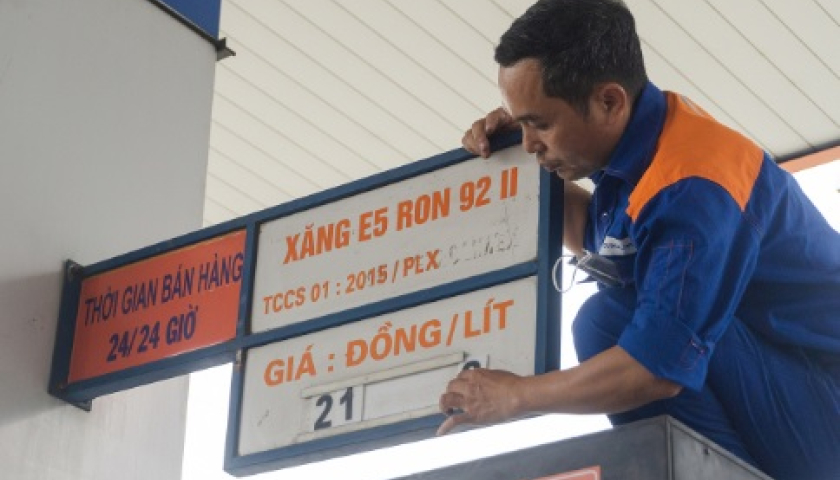 THỜI GIAN BÁN HÀNG
24/24 GIỜ
XĂNG E5 RON 92 II
TCCS 01 : 2015 / PLX
GIÁ : ĐỒNG/LÍT
21